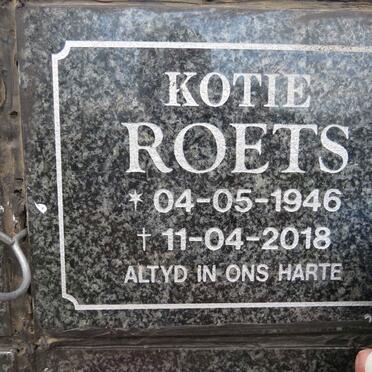 KOTIE
ROETS
* 04-05-1946
† 11-04-2018
ALTYD IN ONS HARTE